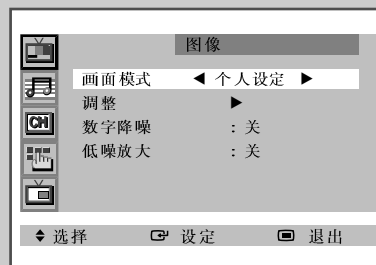 图像
画面模式 ◀ 个人设定 ▶
调整 ▶
数字降噪 : 关
低噪放大 : 关
CH
选择 设定 退出